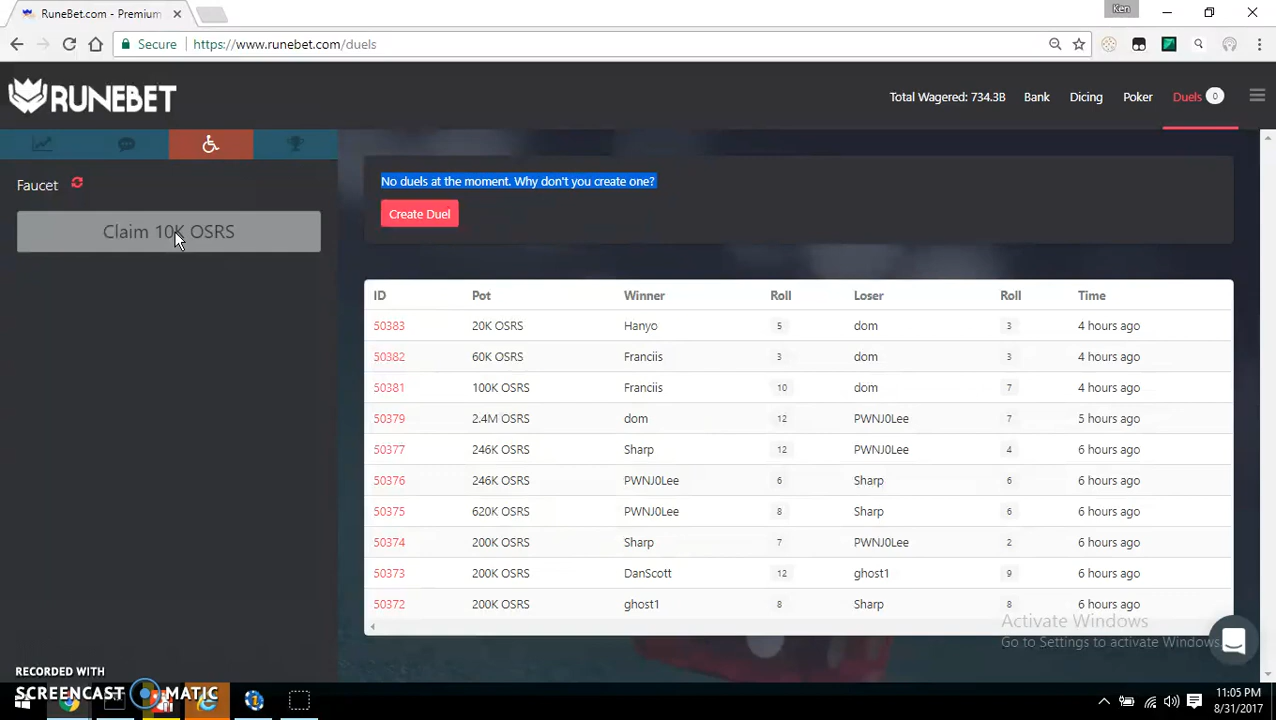 RuneBet.com - Premium
Ken
Secure https://www.runebet.com/duels
RUNEBET
Total Wagered: 734.3B Bank Dicing Poker Duels 0
Faucet
Claim 10K OSRS
No duels at the moment. Why don't you create one?
Create Duel
ID Pot Winner Roll Loser Roll Time
50383 20K OSRS Hanyo 5 dom 3 4 hours ago
50382 60K OSRS Franciis 3 dom 3 4 hours ago
50381 100K OSRS Franciis 10 dom 7 4 hours ago
50379 2.4M OSRS dom 12 PWNJ0Lee 7 5 hours ago
50377 246K OSRS Sharp 12 PWNJ0Lee 4 6 hours ago
50376 246K OSRS PWNJ0Lee 6 Sharp 6 6 hours ago
50375 620K OSRS PWNJ0Lee 8 Sharp 6 6 hours ago
50374 200K OSRS Sharp 7 PWNJ0Lee 2 6 hours ago
50373 200K OSRS DanScott 12 ghost1 9 6 hours ago
50372 200K OSRS ghost1 8 Sharp 8 6 hours ago
Activate Windows
Go to Settings to activate Windows.
RECORDED WITH
SCREENCAST MATIC
11:05 PM
8/31/2017